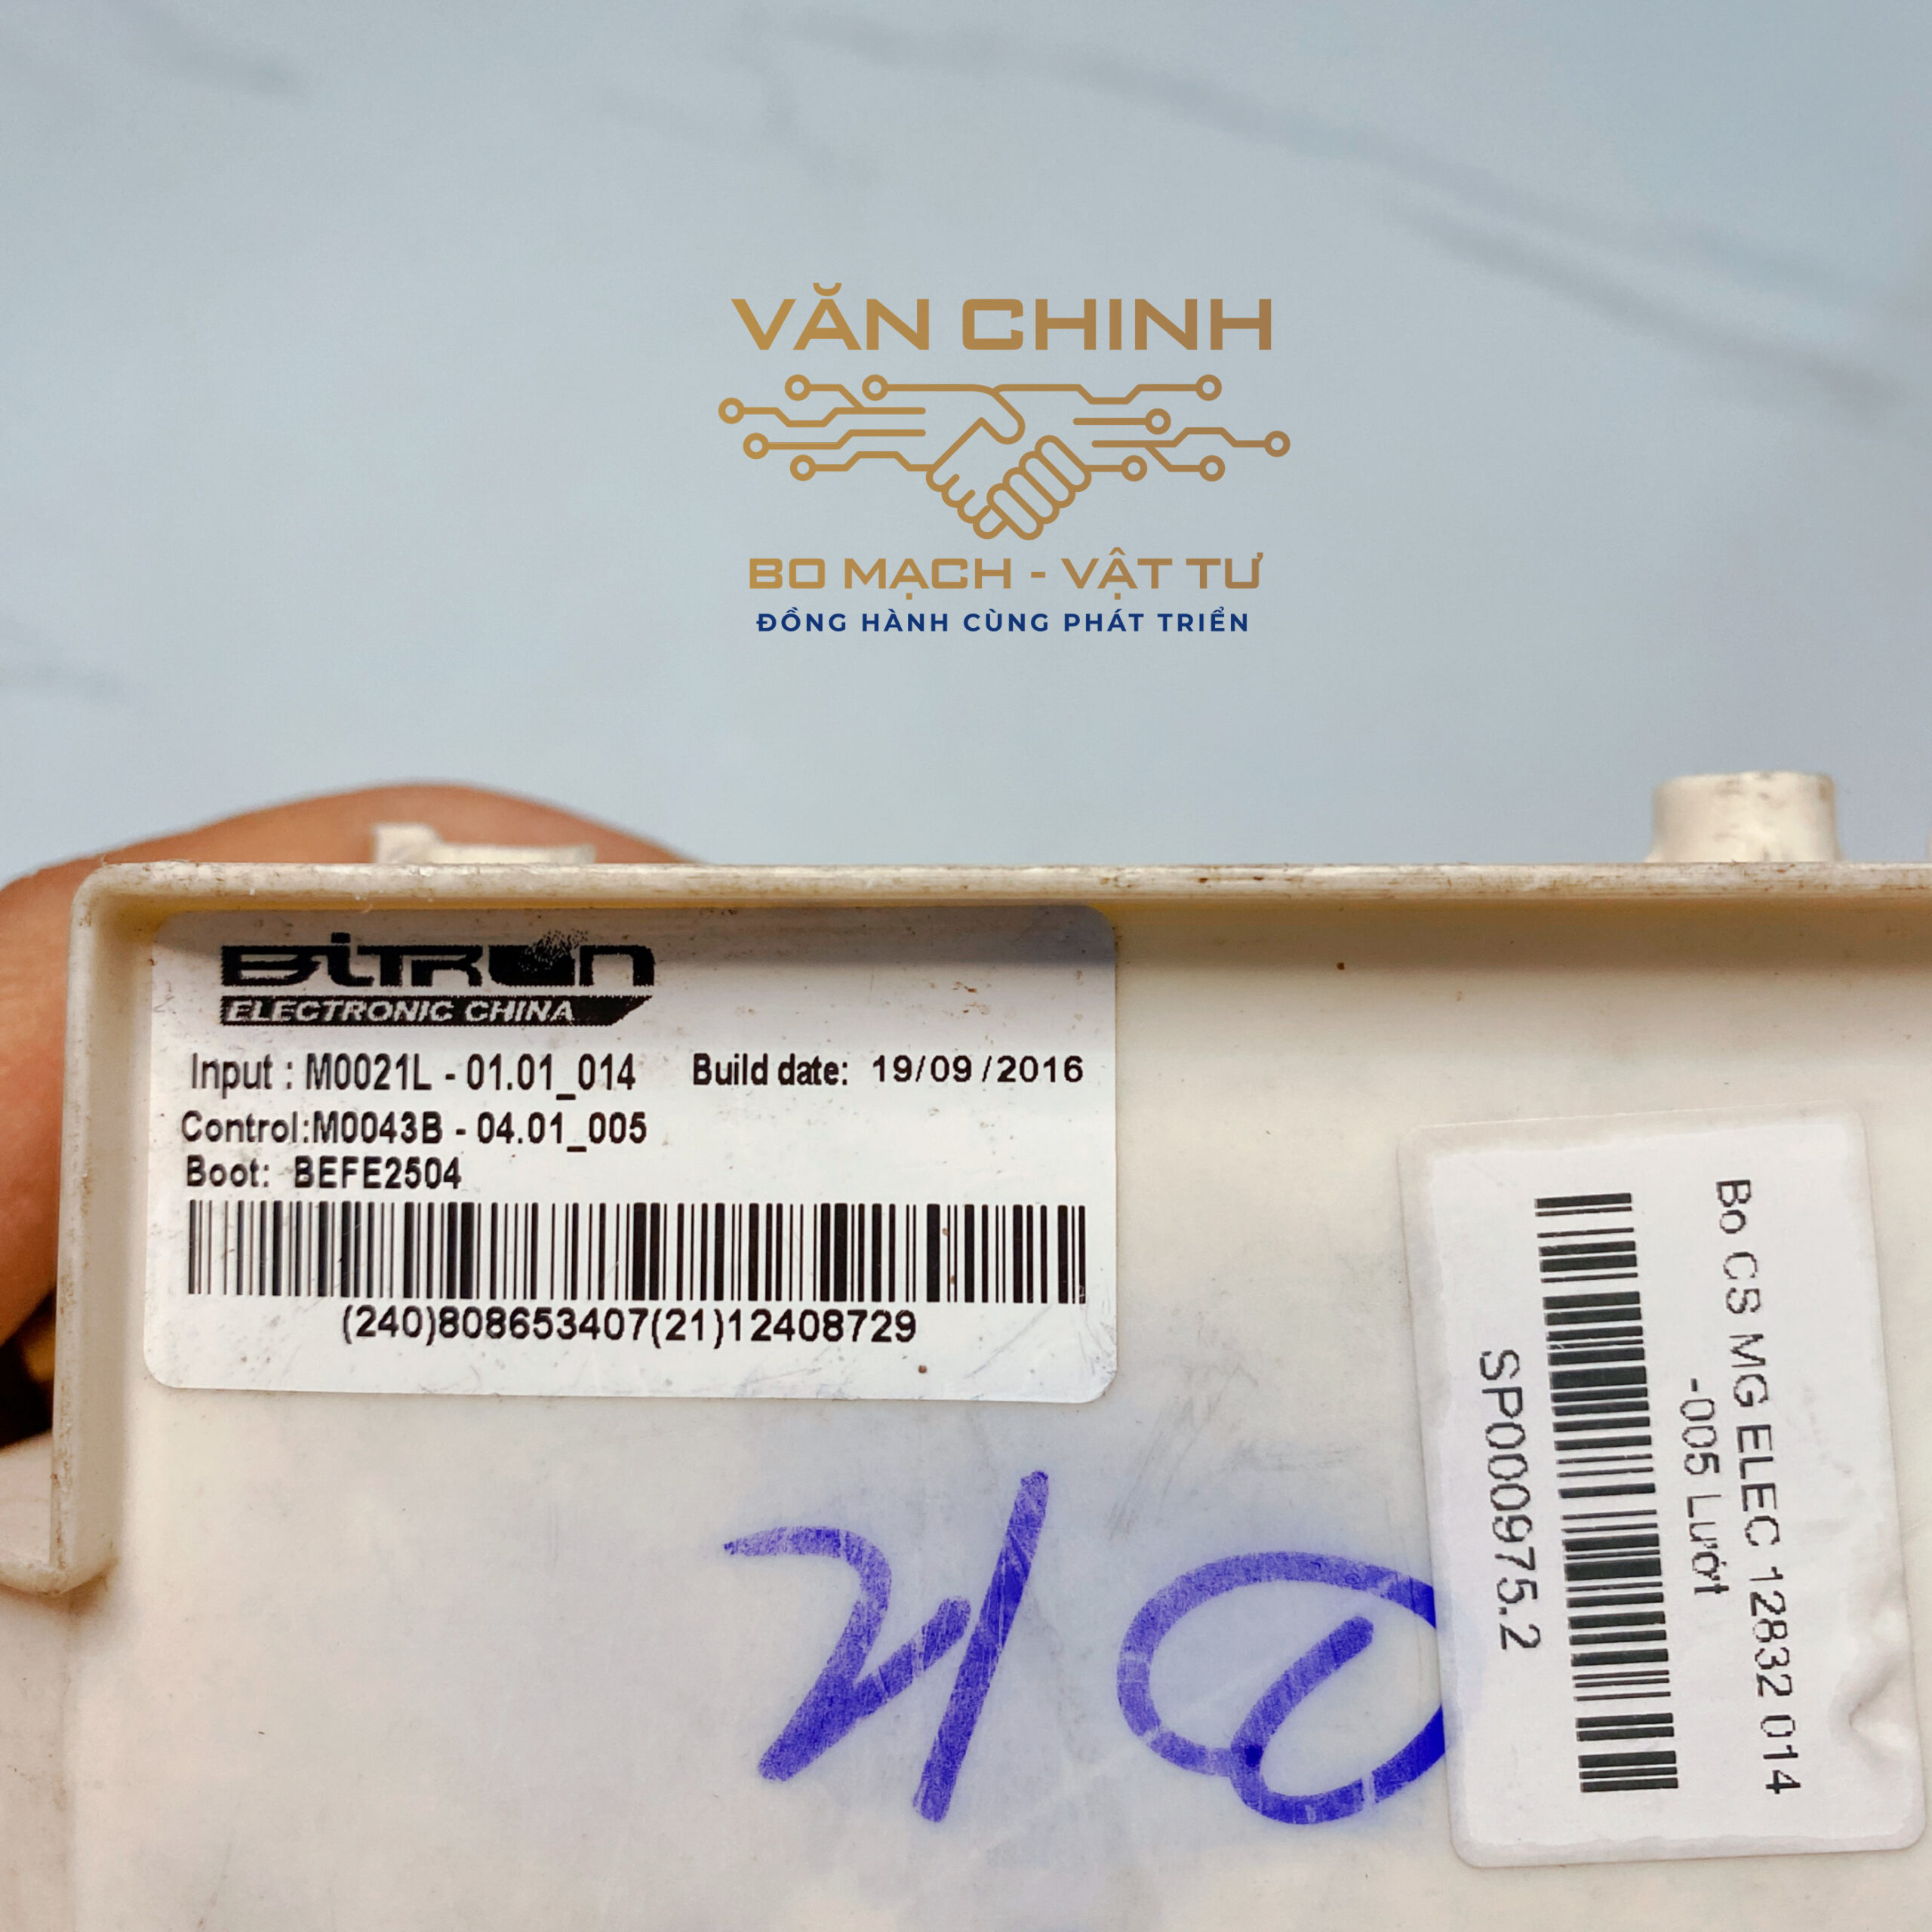 VĂN CHINH
BO MẠCH - VẬT TƯ
ĐỒNG HÀNH CÙNG PHÁT TRIỂN
BITRON
ELECTRONIC CHINA
Input : M0021L - 01.01_014 Build date: 19/09/2016
Control:M0043B - 04.01_005
Boot: BEFE2504
(240)808653407(21)12408729
Bo CS MG ELEC 12832 014
-005 Lướt
SP000975.2